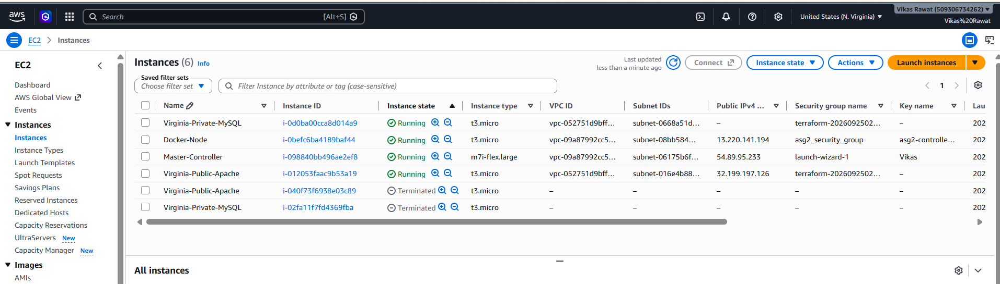 aws
Search [Alt+S]
United States (N. Virginia)
Vikas Rawat (509306734262)
Vikas%20Rawat
EC2 Instances
EC2
Dashboard
AWS Global View
Events
Instances
Instances
Instance Types
Launch Templates
Spot Requests
Savings Plans
Reserved Instances
Dedicated Hosts
Capacity Reservations
UltraServers New
Capacity Manager New
Images
AMIs
Instances (6) Info
Last updated
less than a minute ago
Connect
Instance state
Actions
Launch instances
Saved filter sets
Choose filter set
Filter Instance by attribute or tag (case-sensitive)
1
Name Instance ID Instance state Instance type VPC ID Subnet IDs Public IPv4 ... Security group name Key name Lau
Virginia-Private-MySQL i-0d0ba00cca8d014a9 Running t3.micro vpc-052751d9bff... subnet-0668a51d... – terraform-2026092502... – 202
Docker-Node i-0befc6ba4189baf44 Running t3.micro vpc-09a87992cc5... subnet-08bb584... 13.220.141.194 asg2_security_group asg2-controlle... 202
Master-Controller i-098840bb496ae2ef8 Running m7i-flex.large vpc-09a87992cc5... subnet-06175b6f... 54.89.95.233 launch-wizard-1 Vikas 202
Virginia-Public-Apache i-012053faac9b53a19 Running t3.micro vpc-052751d9bff... subnet-016e4b88... 32.199.197.126 terraform-2026092502... – 202
Virginia-Public-Apache i-040f73f6938e03c89 Terminated t3.micro – – – – – 202
Virginia-Private-MySQL i-02fa11f7fd4369fba Terminated t3.micro – – – – – 202
All instances